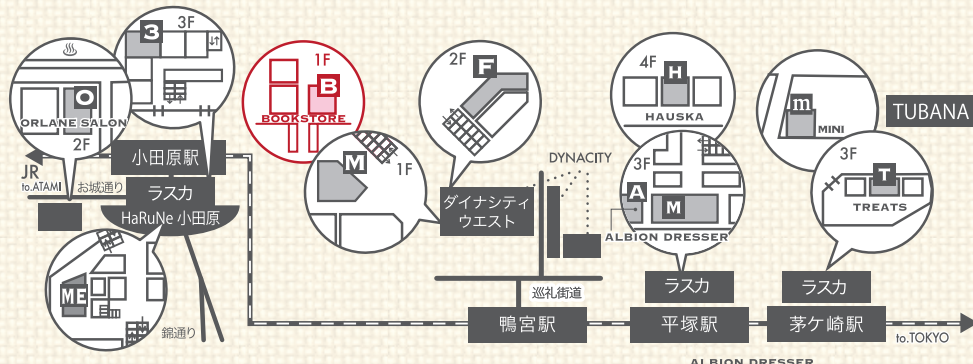 O
ORLANE SALON
2F
3
3F
1F
B
BOOKSTORE
M
1F
2F
F
4F
H
HAUSKA
3F
A
M
ALBION DRESSER
m
MINI
TUBANA
3F
T
TREATS
JR
to.ATAMI
お城通り
小田原駅
ラスカ
HaRuNe 小田原
ME
錦通り
ダイナシティ
ウエスト
DYNACITY
巡礼街道
鴨宮駅
ラスカ
平塚駅
ラスカ
茅ケ崎駅
to.TOKYO
ALBION DRESSER